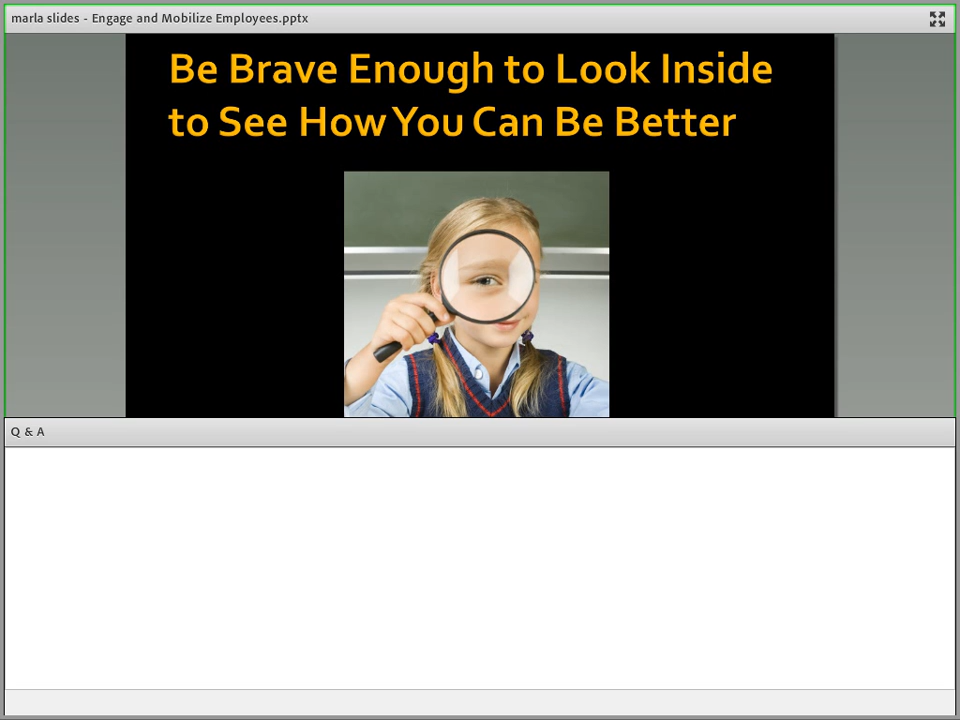 marla slides - Engage and Mobilize Employees.pptx
Be Brave Enough to Look Inside
to See How You Can Be Better
Q & A